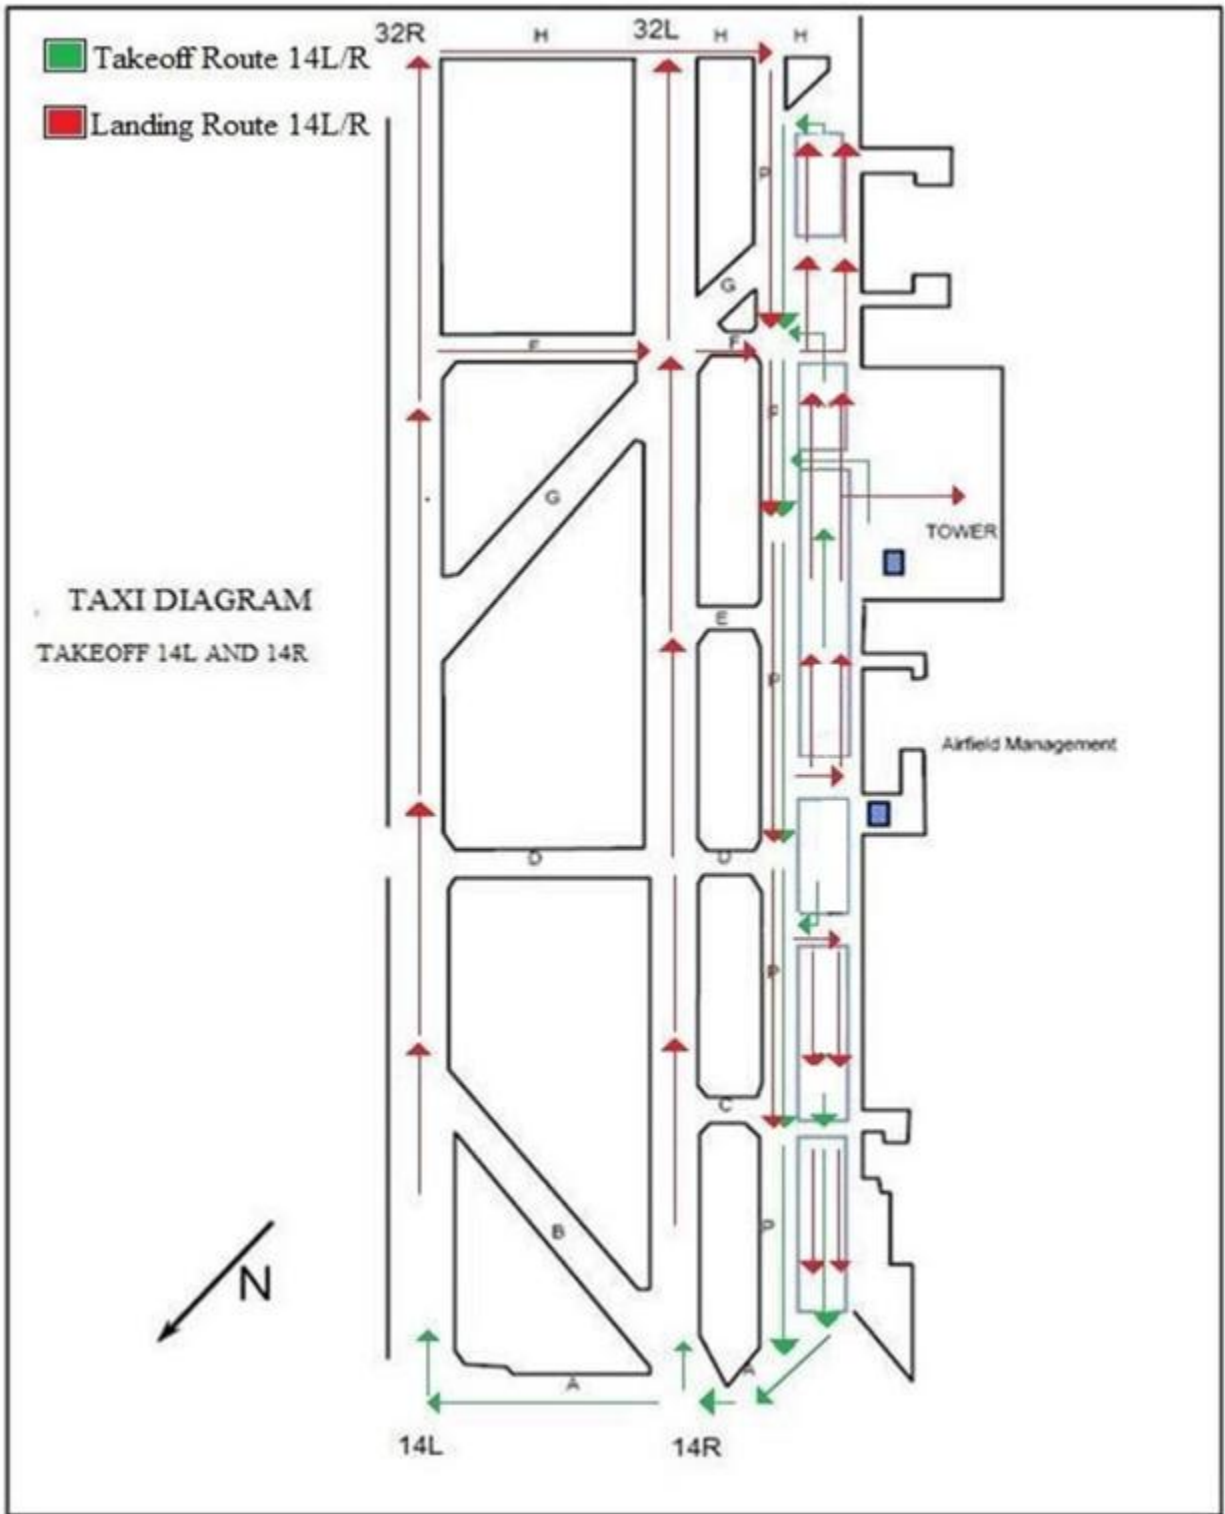 32R H 32L H H
Takeoff Route 14L/R
Landing Route 14L/R
P
G
F F
P
G
TOWER
TAXI DIAGRAM
E
TAKEOFF 14L AND 14R
P
Airfield Management
D D
P
C
B P
N
A A
14L 14R